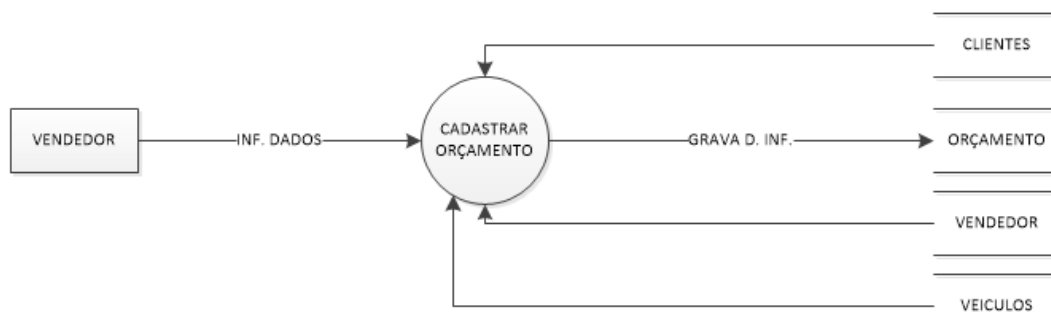 CLIENTES
VENDEDOR
INF. DADOS
CADASTRAR
ORÇAMENTO
GRAVA D. INF.
ORÇAMENTO
VENDEDOR
VEICULOS